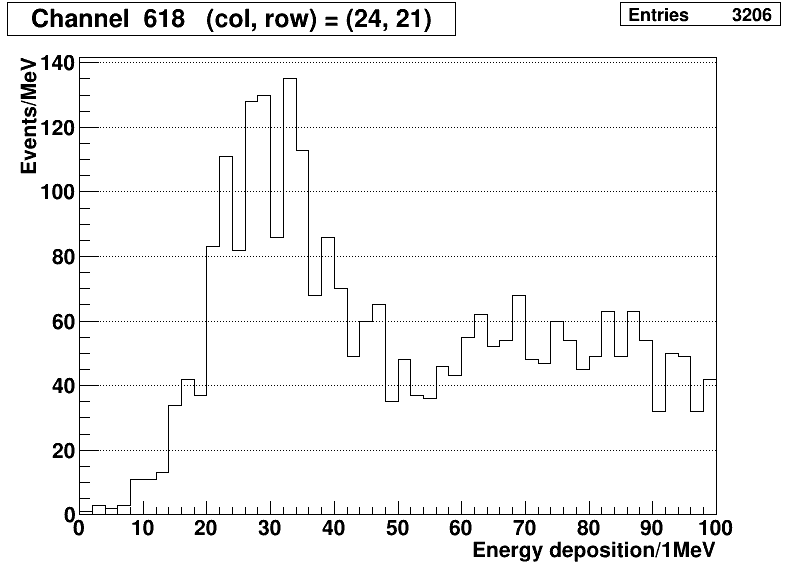 Channel 618 (col, row) = (24, 21)
Entries 3206
Events/MeV
140
120
100
80
60
40
20
0
0 10 20 30 40 50 60 70 80 90 100
Energy deposition/1MeV